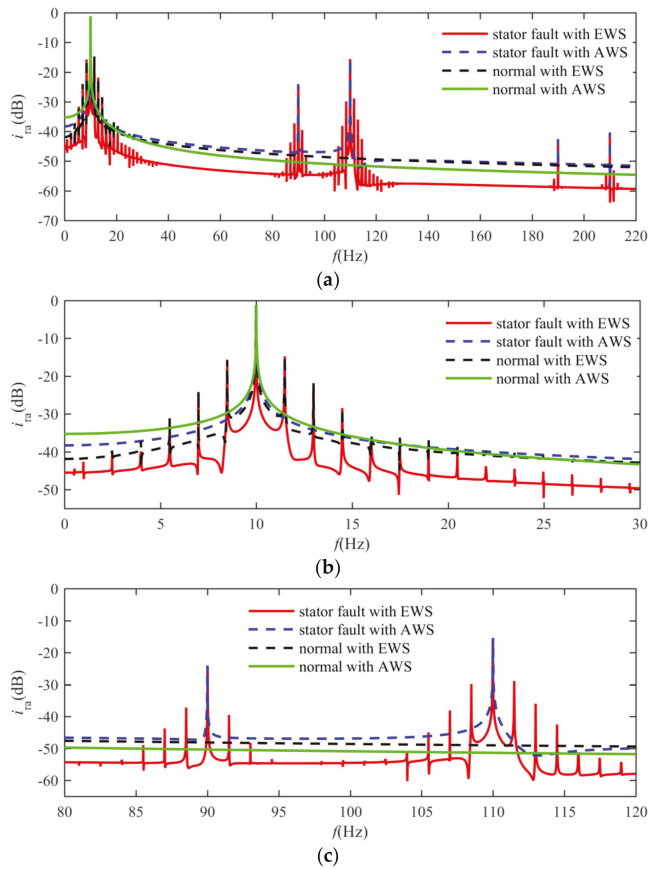 0
-10
-20
-30
-40
-50
-60
-70
i_ra(dB)
stator fault with EWS
stator fault with AWS
normal with EWS
normal with AWS
0 20 40 60 80 100 120 140 160 180 200 220
f(Hz)
(a)
0
-10
-20
-30
-40
-50
i_ra(dB)
stator fault with EWS
stator fault with AWS
normal with EWS
normal with AWS
0 5 10 15 20 25 30
f(Hz)
(b)
0
-10
-20
-30
-40
-50
-60
i_ra(dB)
stator fault with EWS
stator fault with AWS
normal with EWS
normal with AWS
80 85 90 95 100 105 110 115 120
f(Hz)
(c)